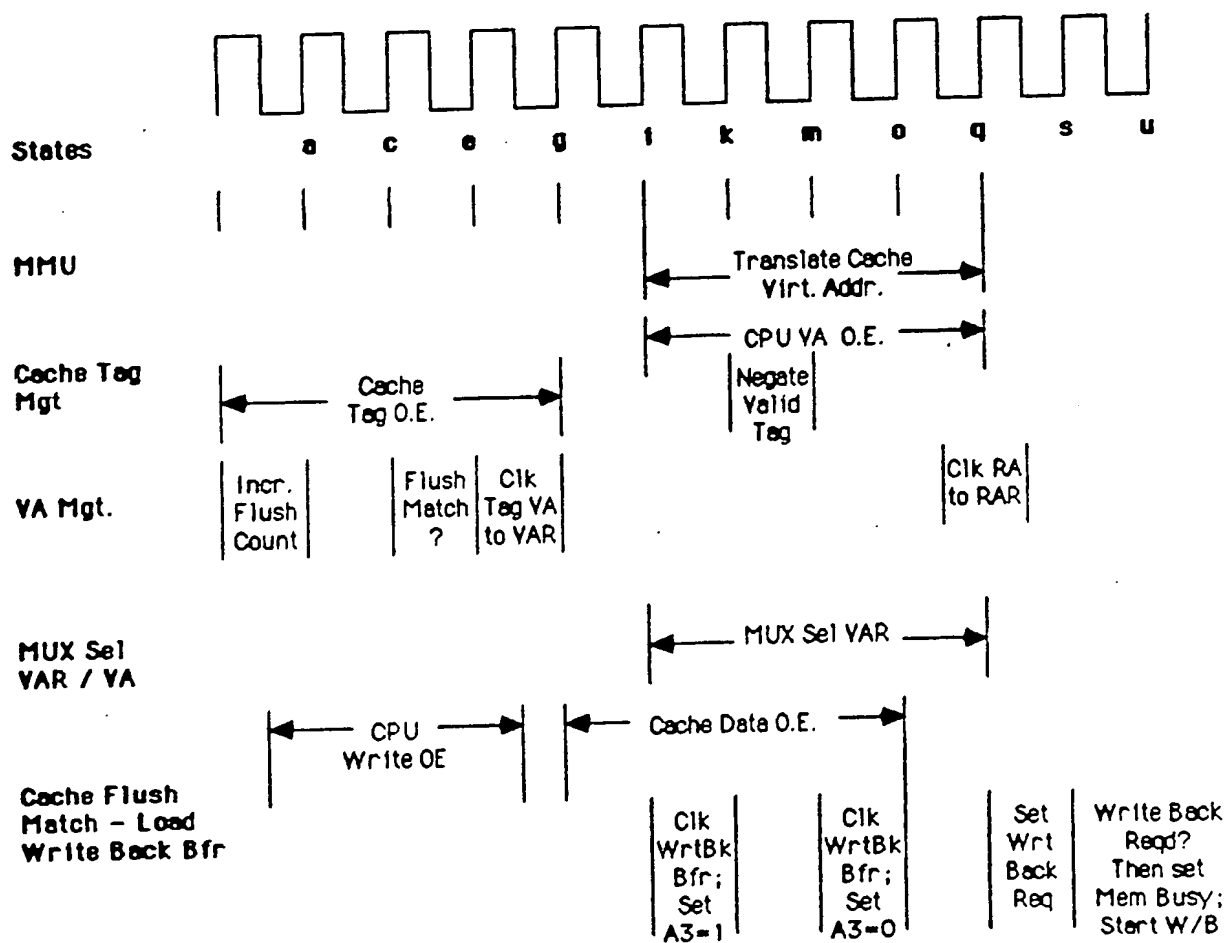 States a c e g i k m o q s u
MMU
Translate Cache
Virt. Addr.
CPU VA O.E.
Cache Tag
Mgt
Cache
Tag O.E.
Negate
Valid
Tag
VA Mgt.
Incr.
Flush
Count
Flush
Match
?
Clk
Tag VA
to VAR
Clk RA
to RAR
MUX Sel
VAR / VA
MUX Sel VAR
CPU
Write OE
Cache Data O.E.
Cache Flush
Match - Load
Write Back Bfr
Clk
WrtBk
Bfr;
Set
A3=1
Clk
WrtBk
Bfr;
Set
A3=0
Set
Wrt
Back
Req
Write Back
Reqd?
Then set
Mem Busy;
Start W/B